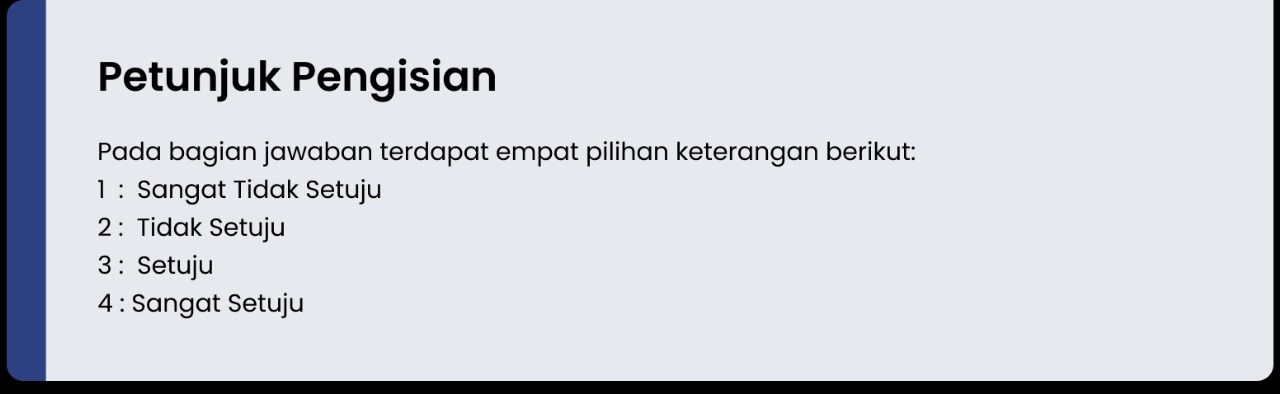 Petunjuk Pengisian
Pada bagian jawaban terdapat empat pilihan keterangan berikut:
1 : Sangat Tidak Setuju
2 : Tidak Setuju
3 : Setuju
4 : Sangat Setuju